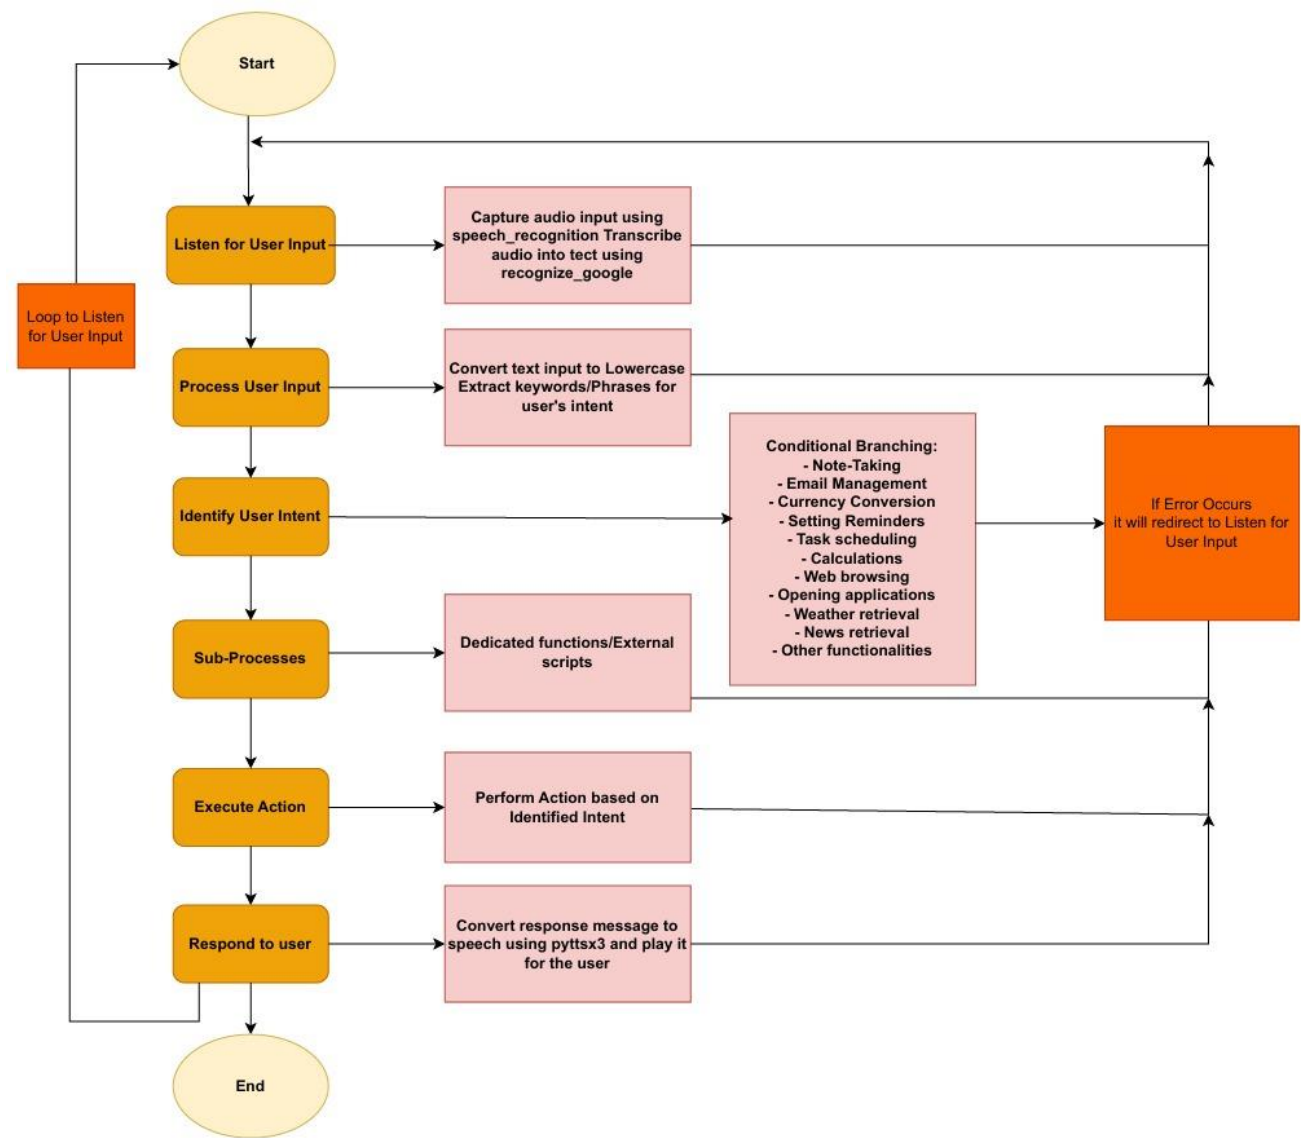 Start
Listen for User Input
Capture audio input using
speech_recognition Transcribe
audio into tect using
recognize_google
Loop to Listen
for User Input
Process User Input
Convert text input to Lowercase
Extract keywords/Phrases for
user's intent
Identify User Intent
Conditional Branching:
- Note-Taking
- Email Management
- Currency Conversion
- Setting Reminders
- Task scheduling
- Calculations
- Web browsing
- Opening applications
- Weather retrieval
- News retrieval
- Other functionalities
If Error Occurs
it will redirect to Listen for
User Input
Sub-Processes
Dedicated functions/External
scripts
Execute Action
Perform Action based on
Identified Intent
Respond to user
Convert response message to
speech using pyttsx3 and play it
for the user
End